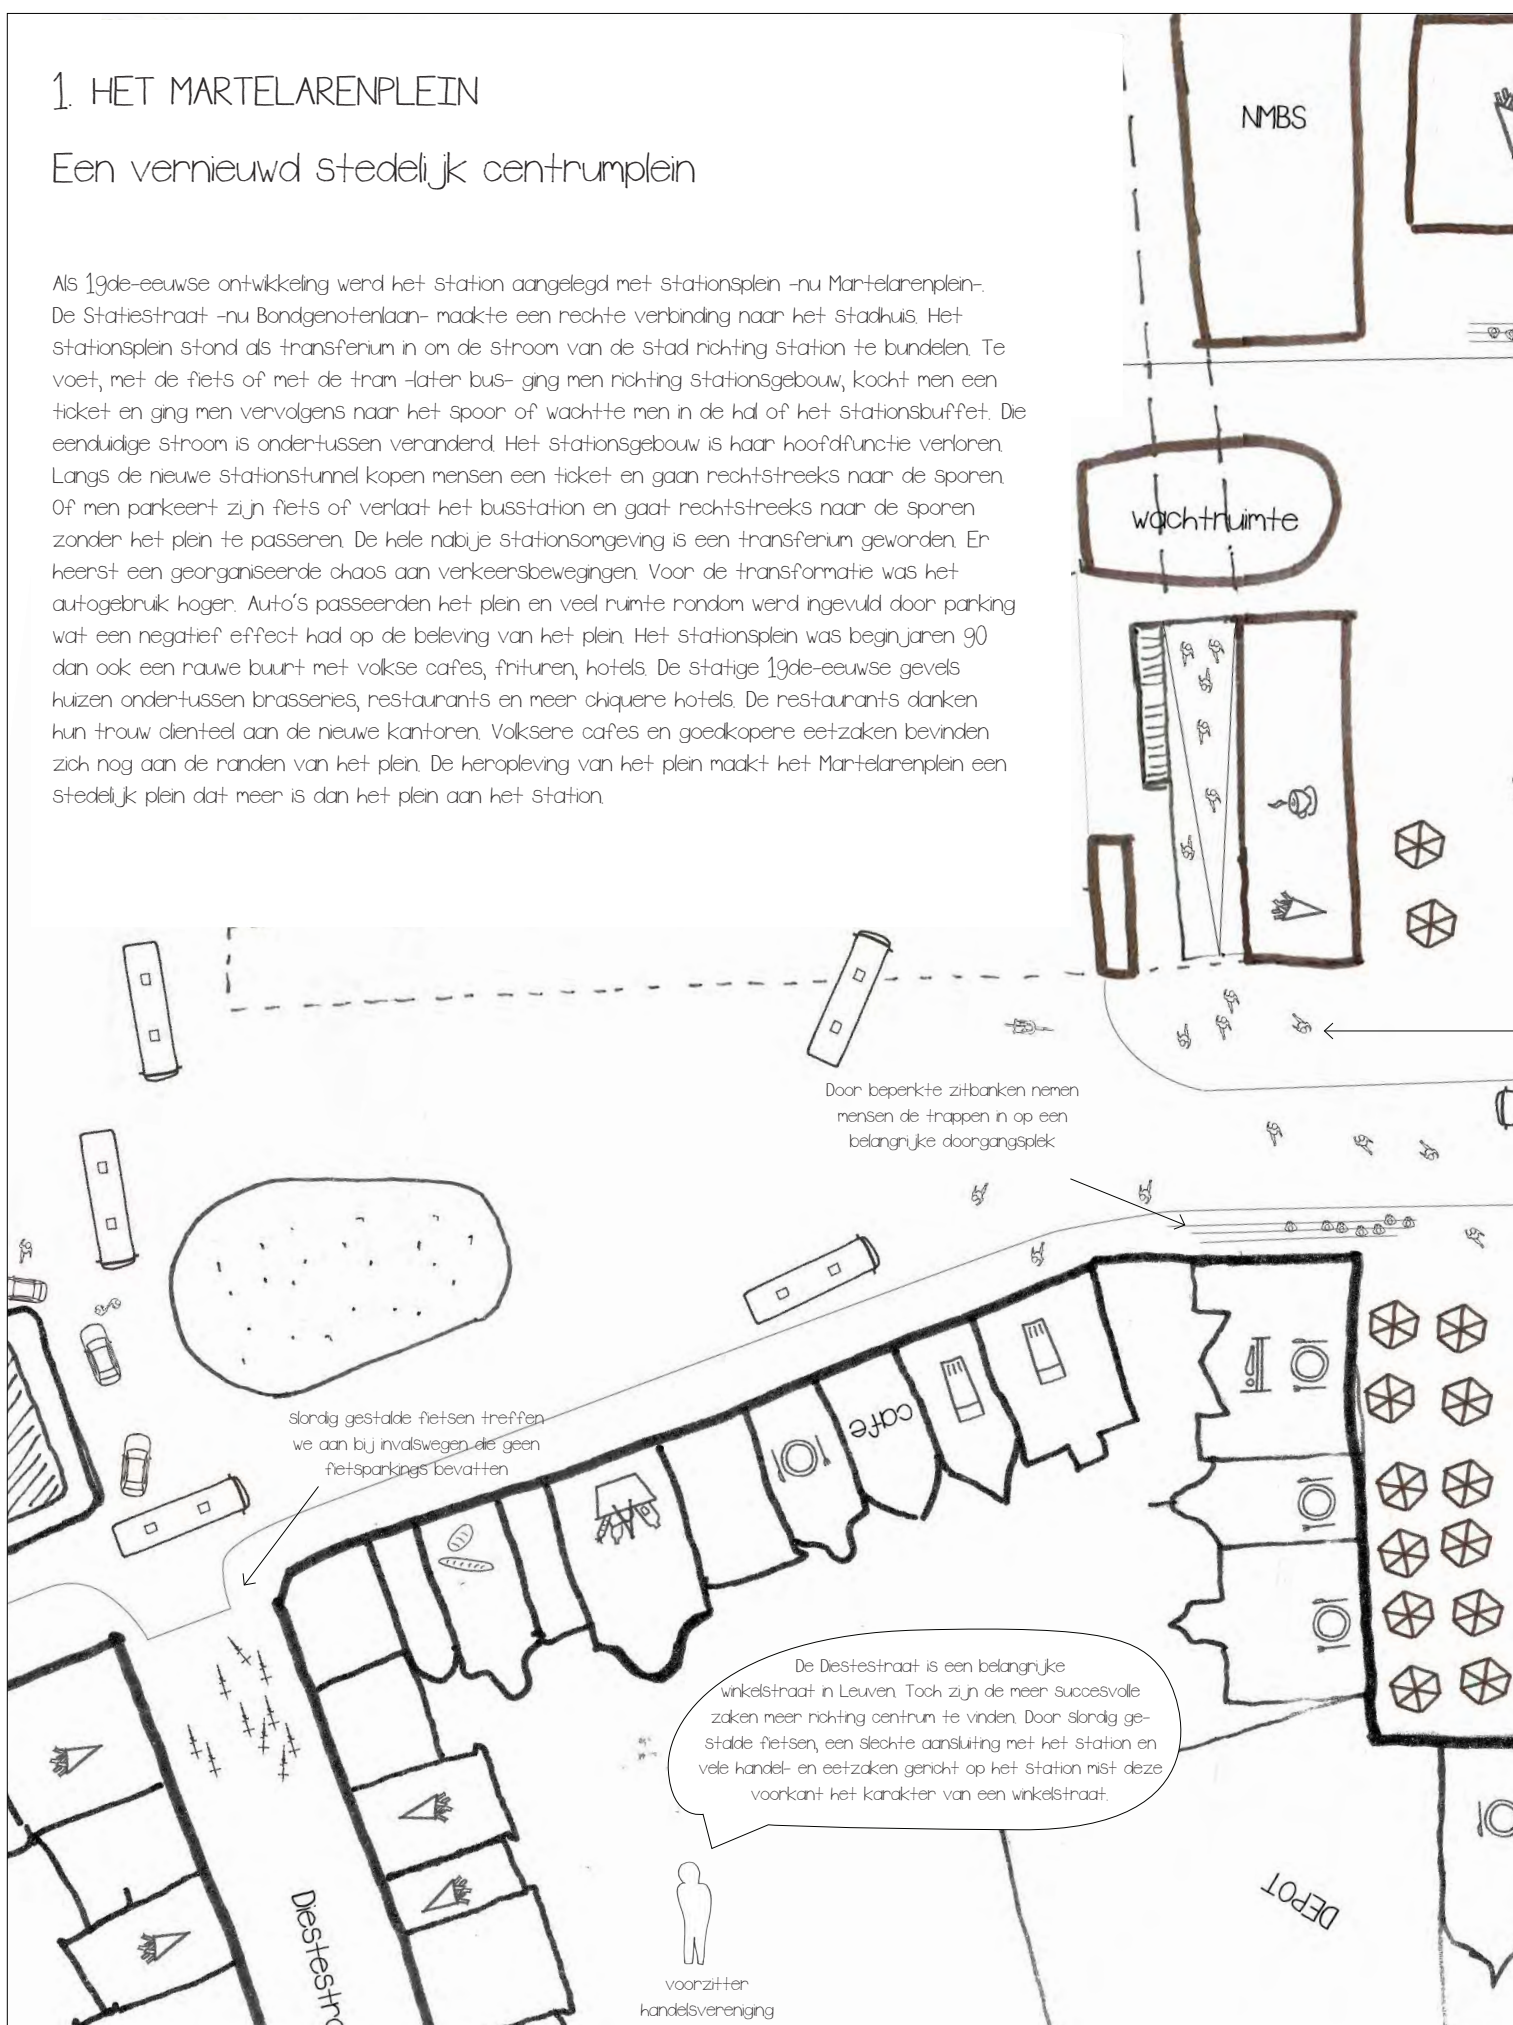 1. HET MARTELARENPLEIN
Een vernieuwd stedelijk centrumplein
Als 19de-eeuwse ontwikkeling werd het station aangelegd met stationsplein -nu Martelarenplein-.
De Statiestraat -nu Bondgenotenlaan- maakte een rechte verbinding naar het stadhuis. Het
stationsplein stond als transferium in om de stroom van de stad richting station te bundelen. Te
voet, met de fiets of met de tram -later bus- ging men richting stationsgebouw, kocht men een
ticket en ging men vervolgens naar het spoor of wachtte men in de hal of het stationsbuffet. Die
eenduidige stroom is ondertussen veranderd. Het stationsgebouw is haar hoofdfunctie verloren.
Langs de nieuwe stationstunnel kopen mensen een ticket en gaan rechtstreeks naar de sporen.
Of men parkeert zijn fiets of verlaat het busstation en gaat rechtstreeks naar de sporen
zonder het plein te passeren. De hele nabije stationsomgeving is een transferium geworden. Er
heerst een georganiseerde chaos aan verkeersbewegingen. Voor de transformatie was het
autogebruik hoger. Auto's passeerden het plein en veel ruimte rondom werd ingevuld door parking
wat een negatief effect had op de beleving van het plein. Het stationsplein was begin jaren 90
dan ook een rauwe buurt met volkse cafes, frituren, hotels. De statige 19de-eeuwse gevels
huizen ondertussen brasseries, restaurants en meer chiquere hotels. De restaurants danken
hun trouw clienteel aan de nieuwe kantoren. Volksere cafes en goedkopere eetzaken bevinden
zich nog aan de randen van het plein. De heropleving van het plein maakt het Martelarenplein een
stedelijk plein dat meer is dan het plein aan het station.
NMBS
wachtruimte
Door beperkte zitbanken nemen
mensen de trappen in op een
belangrijke doorgangsplek
slordig gestalde fietsen treffen
we aan bij invalswegen die geen
fietsparkings bevatten
cafe
De Diestestraat is een belangrijke
winkelstraat in Leuven. Toch zijn de meer succesvolle
zaken meer richting centrum te vinden. Door slordig ge-
stalde fietsen, een slechte aansluiting met het station en
vele handel- en eetzaken gericht op het station mist deze
voorkant het karakter van een winkelstraat.
DEPOT
Diestestra
voorzitter
handelsvereniging